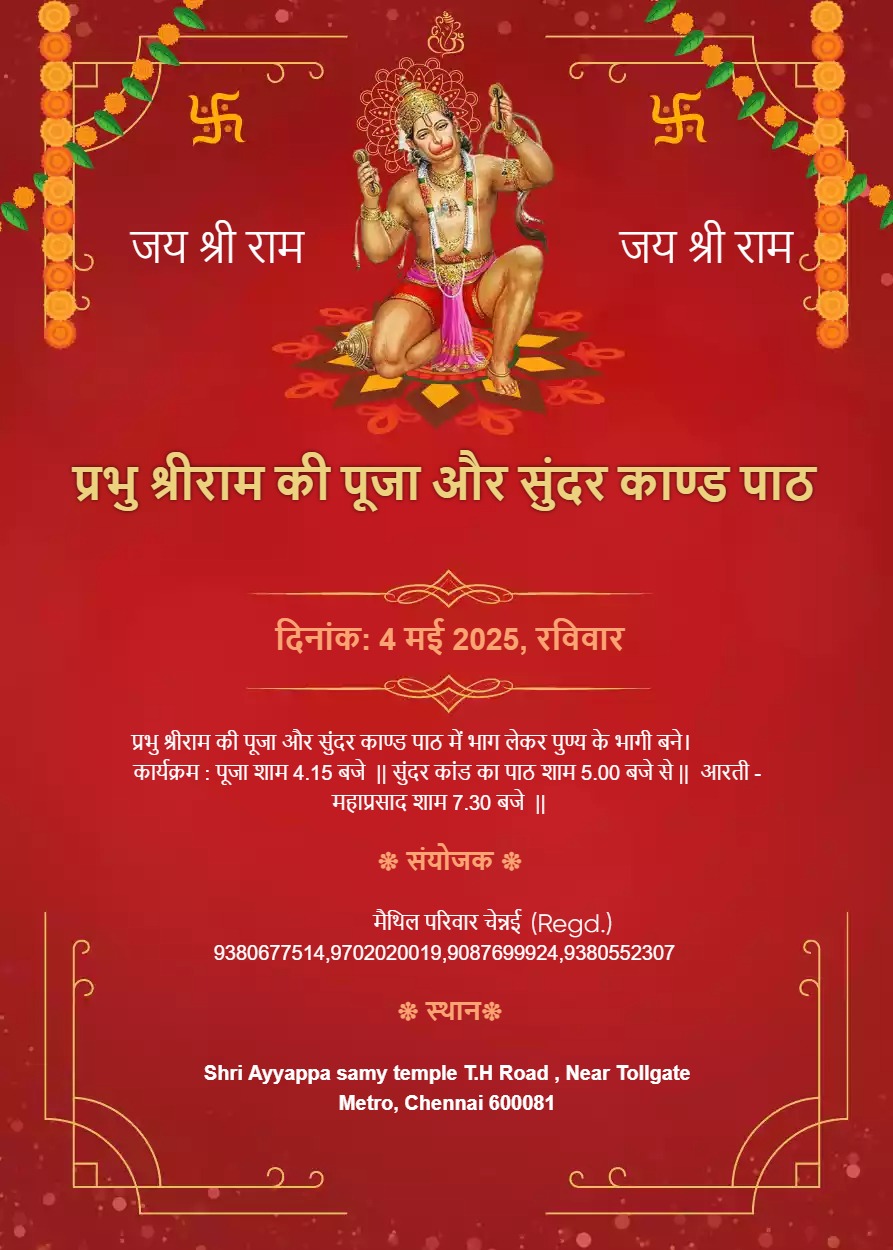 जय श्री राम
जय श्री राम
प्रभु श्रीराम की पूजा और सुंदर काण्ड पाठ
दिनांक: 4 मई 2025, रविवार
प्रभु श्रीराम की पूजा और सुंदर काण्ड पाठ में भाग लेकर पुण्य के भागी बने।
कार्यक्रम : पूजा शाम 4.15 बजे || सुंदर कांड का पाठ शाम 5.00 बजे से || आरती -
महाप्रसाद शाम 7.30 बजे ||
❉ संयोजक ❉
मैथिल परिवार चेन्नई (Regd.)
9380677514,9702020019,9087699924,9380552307
❉ स्थान❉
Shri Ayyappa samy temple T.H Road , Near Tollgate
Metro, Chennai 600081